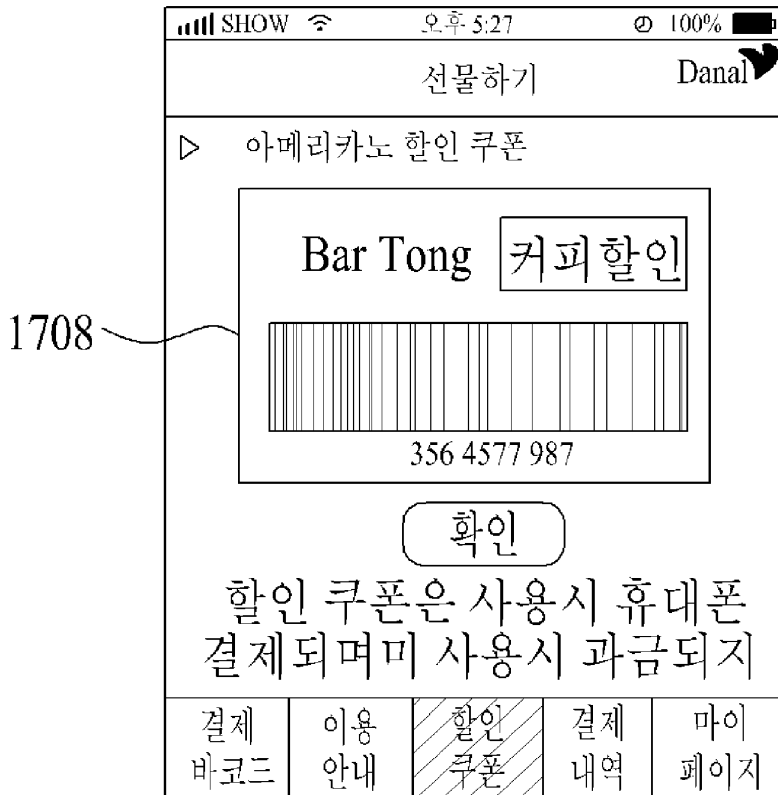 SHOW 오후 5:27 100%
선물하기 Danal
아메리카노 할인 쿠폰
Bar Tong 커피할인
1708
356 4577 987
확인
할인 쿠폰은 사용시 휴대폰
결제되며미 사용시 과금되지
결제 바코드 이용 안내 할인 쿠폰 결제 내역 마이 페이지